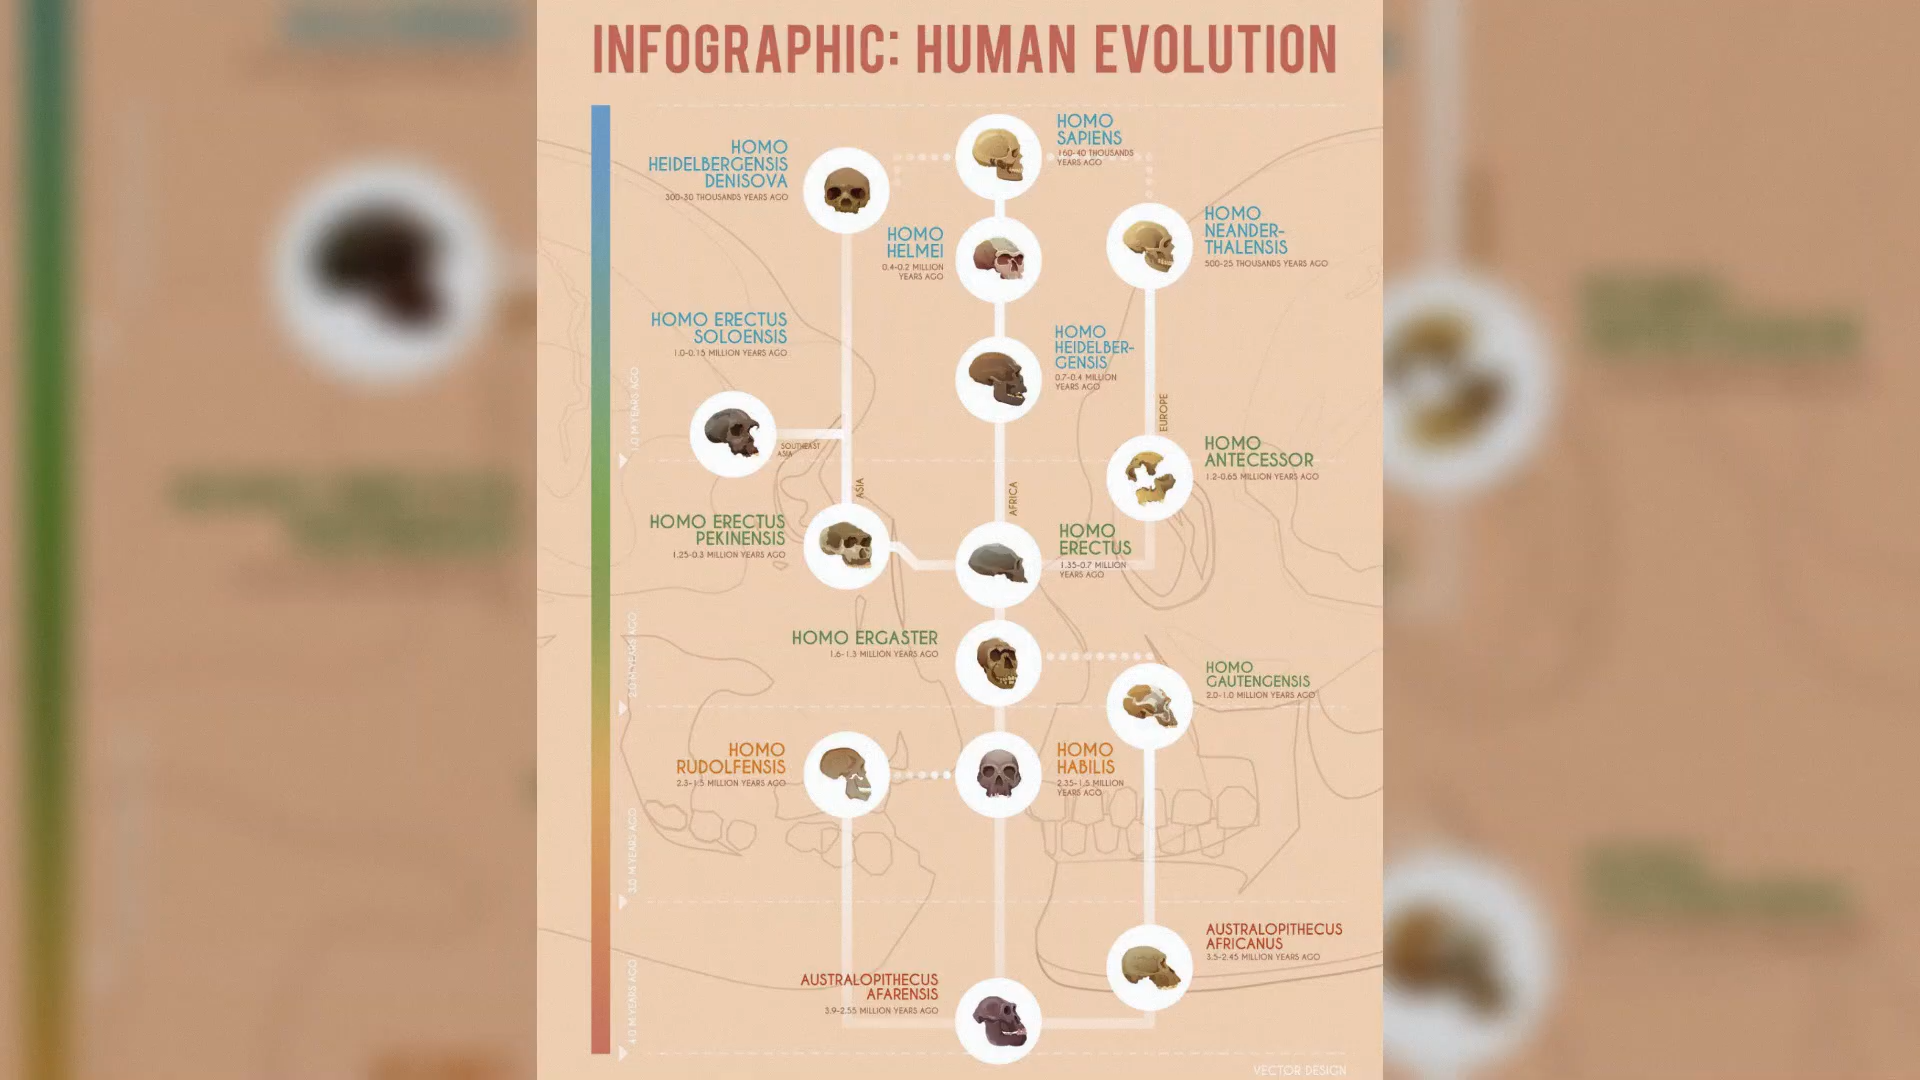 INFOGRAPHIC: HUMAN EVOLUTION
HOMO
SAPIENS
160-40 THOUSANDS
YEARS AGO
HOMO
HEIDELBERGENSIS
DENISOVA
300-30 THOUSANDS YEARS AGO
HOMO
NEANDER-
THALENSIS
500-25 THOUSANDS YEARS AGO
HOMO
HELMEI
0.4-0.2 MILLION
YEARS AGO
HOMO ERECTUS
SOLOENSIS
1.0-0.15 MILLION YEARS AGO
HOMO
HEIDELBER-
GENSIS
0.7-0.4 MILLION
YEARS AGO
1.0 M YEARS AGO
SOUTHEAST
ASIA
EUROPE
HOMO
ANTECESSOR
1.2-0.65 MILLION YEARS AGO
ASIA
AFRICA
HOMO ERECTUS
PEKINENSIS
1.25-0.3 MILLION YEARS AGO
HOMO
ERECTUS
1.35-0.7 MILLION
YEARS AGO
HOMO ERGASTER
1.6-1.3 MILLION YEARS AGO
2.0 M YEARS AGO
HOMO
GAUTENGENSIS
2.0-1.0 MILLION YEARS AGO
HOMO
RUDOLFENSIS
2.3-1.5 MILLION YEARS AGO
HOMO
HABILIS
2.35-1.5 MILLION
YEARS AGO
3.0 M YEARS AGO
AUSTRALOPITHECUS
AFRICANUS
3.5-2.45 MILLION YEARS AGO
AUSTRALOPITHECUS
AFARENSIS
3.9-2.55 MILLION YEARS AGO
4.0 M YEARS AGO
VECTOR DESIGN